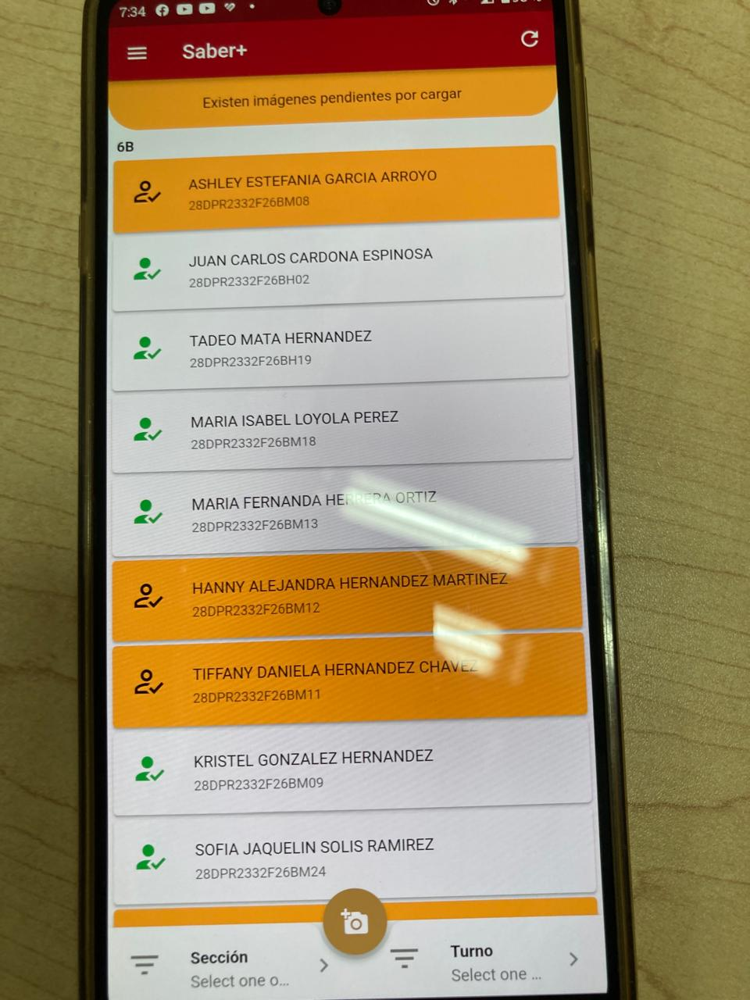 7:34
Saber+
Existen imágenes pendientes por cargar
6B
ASHLEY ESTEFANIA GARCIA ARROYO
28DPR2332F26BM08
JUAN CARLOS CARDONA ESPINOSA
28DPR2332F26BH02
TADEO MATA HERNANDEZ
28DPR2332F26BH19
MARIA ISABEL LOYOLA PEREZ
28DPR2332F26BM18
MARIA FERNANDA HERRERA ORTIZ
28DPR2332F26BM13
HANNY ALEJANDRA HERNANDEZ MARTINEZ
28DPR2332F26BM12
TIFFANY DANIELA HERNANDEZ CHAVEZ
28DPR2332F26BM11
KRISTEL GONZALEZ HERNANDEZ
28DPR2332F26BM09
SOFIA JAQUELIN SOLIS RAMIREZ
28DPR2332F26BM24
Sección
Select one o...
Turno
Select one ...